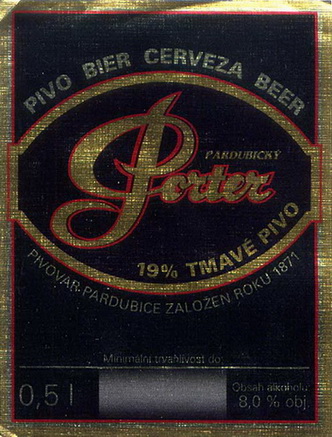 PIVO BIER CERVEZA BEER
PARDUBICKÝ
Porter
19% TMAVÉ PIVO
PIVOVAR PARDUBICE ZALOŽEN ROKU 1871
Minimální trvanlivost do:
0,5 l
Obsah alkoholu
8,0 % obj.